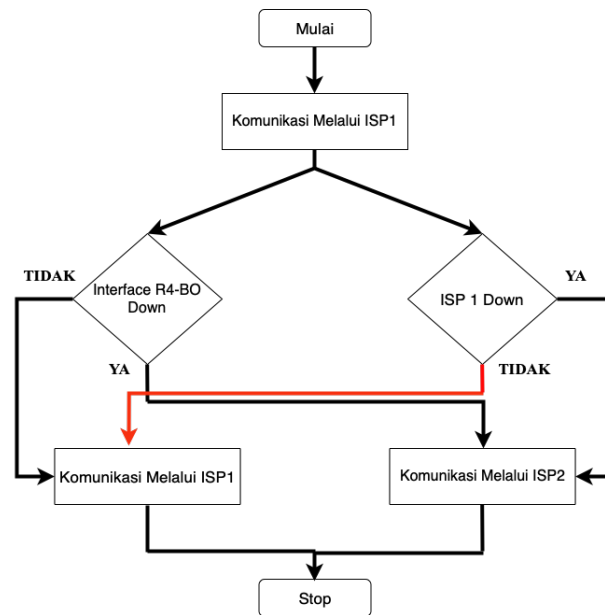 Mulai
Komunikasi Melalui ISP1
TIDAK
Interface R4-BO
Down
ISP 1 Down
YA
YA
TIDAK
Komunikasi Melalui ISP1
Komunikasi Melalui ISP2
Stop